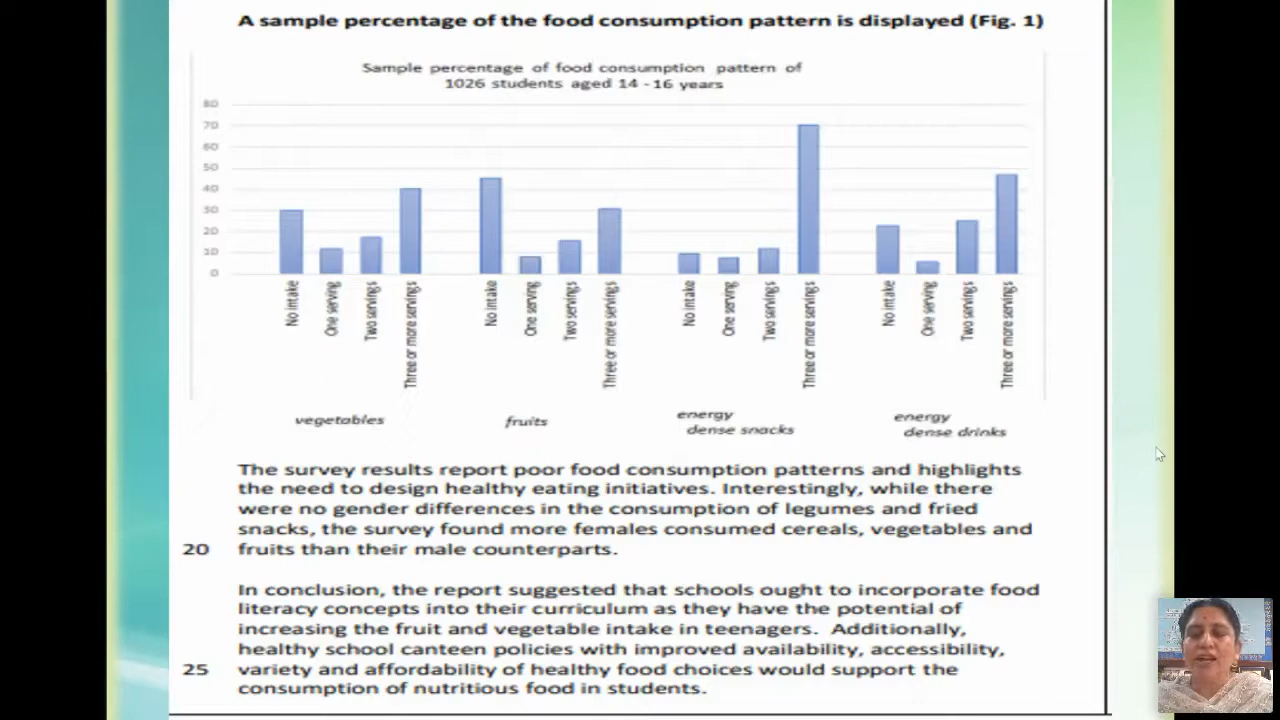 A sample percentage of the food consumption pattern is displayed (Fig. 1)
Sample percentage of food consumption pattern of
1026 students aged 14 - 16 years
80
70
60
50
40
30
20
10
0
No intake
One serving
Two servings
Three or more servings
No intake
One serving
Two servings
Three or more servings
No intake
One serving
Two servings
Three or more servings
No intake
One serving
Two servings
Three or more servings
vegetables
fruits
energy
dense snacks
energy
dense drinks
The survey results report poor food consumption patterns and highlights
the need to design healthy eating initiatives. Interestingly, while there
were no gender differences in the consumption of legumes and fried
snacks, the survey found more females consumed cereals, vegetables and
20 fruits than their male counterparts.
In conclusion, the report suggested that schools ought to incorporate food
literacy concepts into their curriculum as they have the potential of
increasing the fruit and vegetable intake in teenagers. Additionally,
healthy school canteen policies with improved availability, accessibility,
25 variety and affordability of healthy food choices would support the
consumption of nutritious food in students.